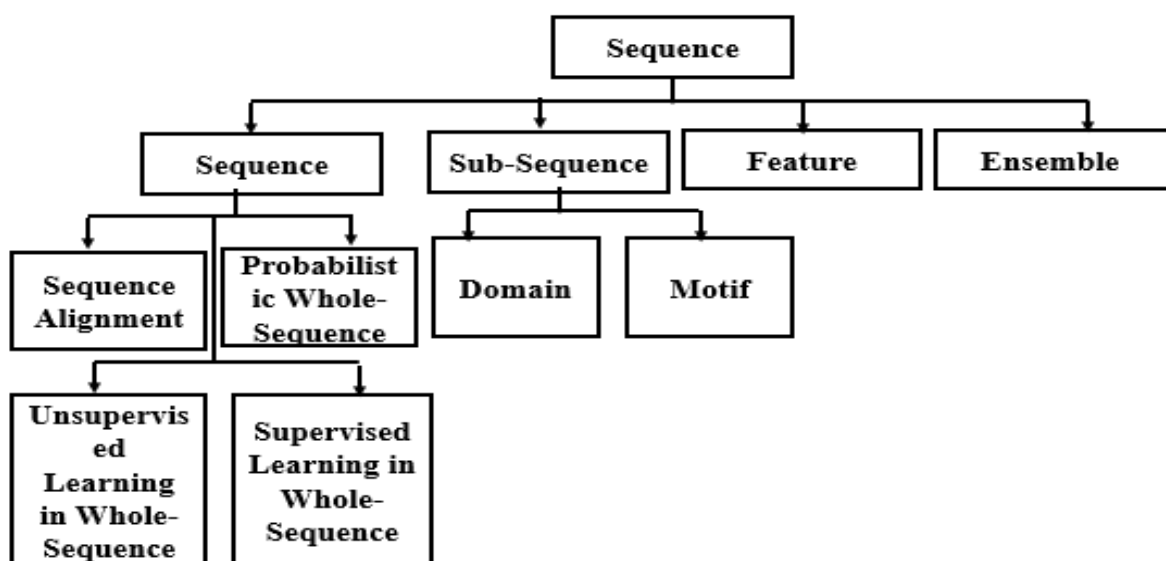 Sequence
Sequence
Sub-Sequence
Feature
Ensemble
Sequence
Alignment
Probabilist
ic Whole-
Sequence
Domain
Motif
Unsupervis
ed
Learning
in Whole-
Sequence
Supervised
Learning in
Whole-
Sequence